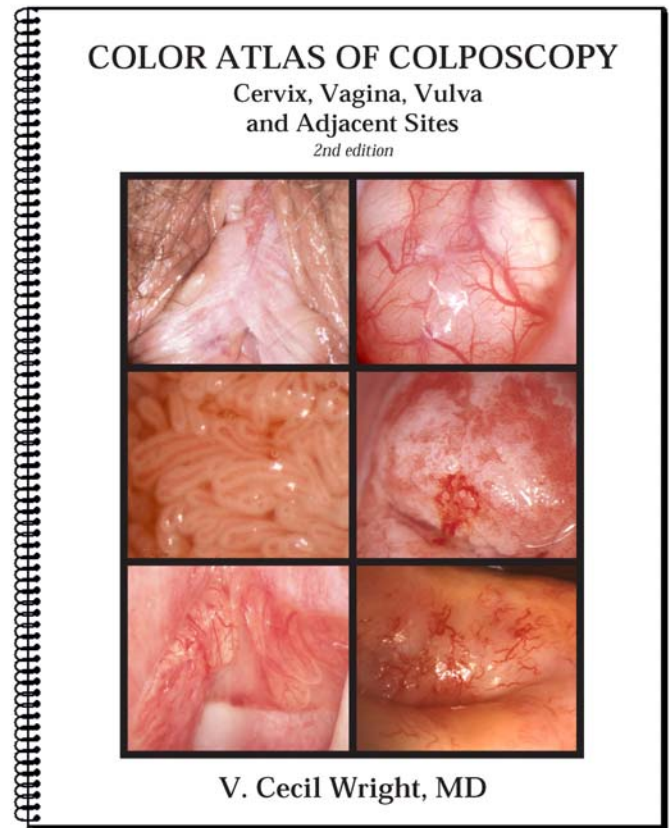 COLOR ATLAS OF COLPOSCOPY
Cervix, Vagina, Vulva
and Adjacent Sites
2nd edition
V. Cecil Wright, MD